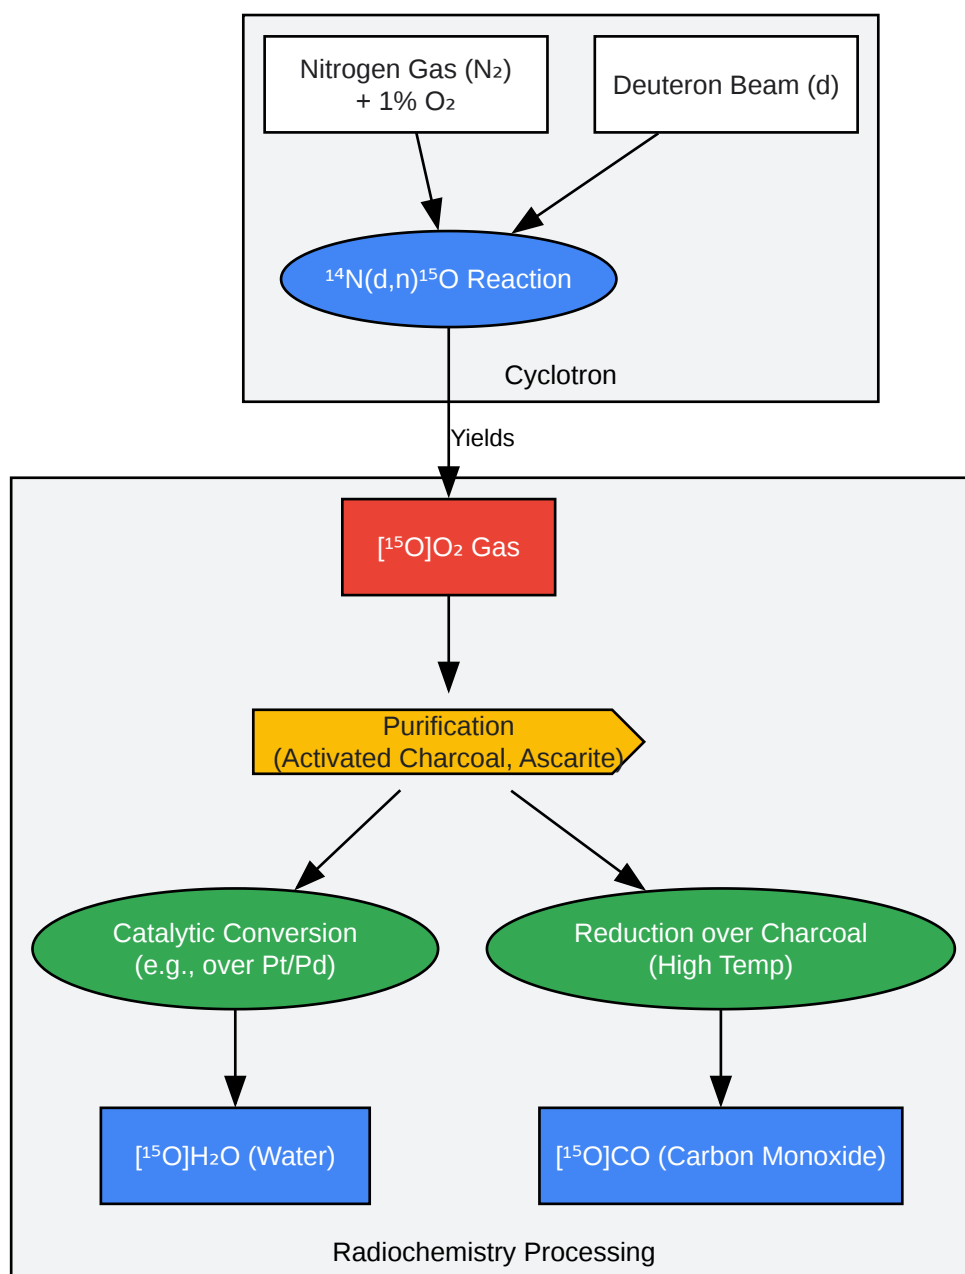 Nitrogen Gas (N₂)
+ 1% O₂
Deuteron Beam (d)
¹⁴N(d,n)¹⁵O Reaction
Cyclotron
Yields
[¹⁵O]O₂ Gas
Purification
(Activated Charcoal, Ascarite)
Catalytic Conversion
(e.g., over Pt/Pd)
Reduction over Charcoal
(High Temp)
[¹⁵O]H₂O (Water)
[¹⁵O]CO (Carbon Monoxide)
Radiochemistry Processing